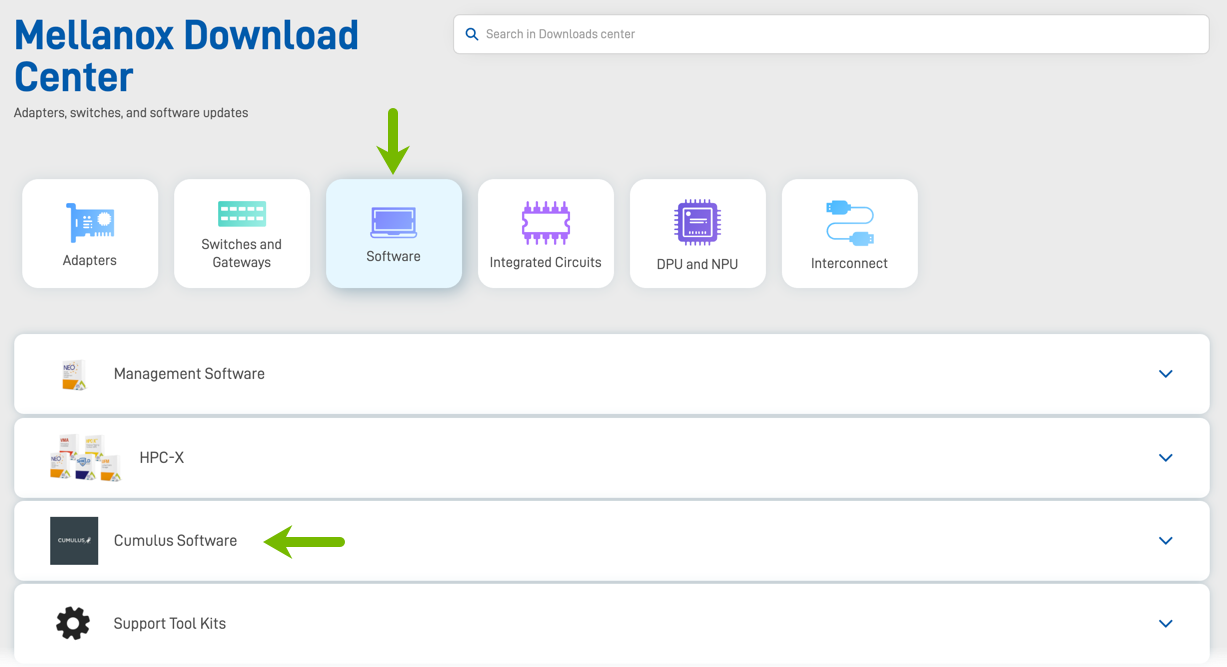 Mellanox Download
Center
Adapters, switches, and software updates
Search in Downloads center
Adapters
Switches and
Gateways
Software
Integrated Circuits
DPU and NPU
Interconnect
NEO
Management Software
NEO
HPC-X
CUMULUS
Cumulus Software
Support Tool Kits